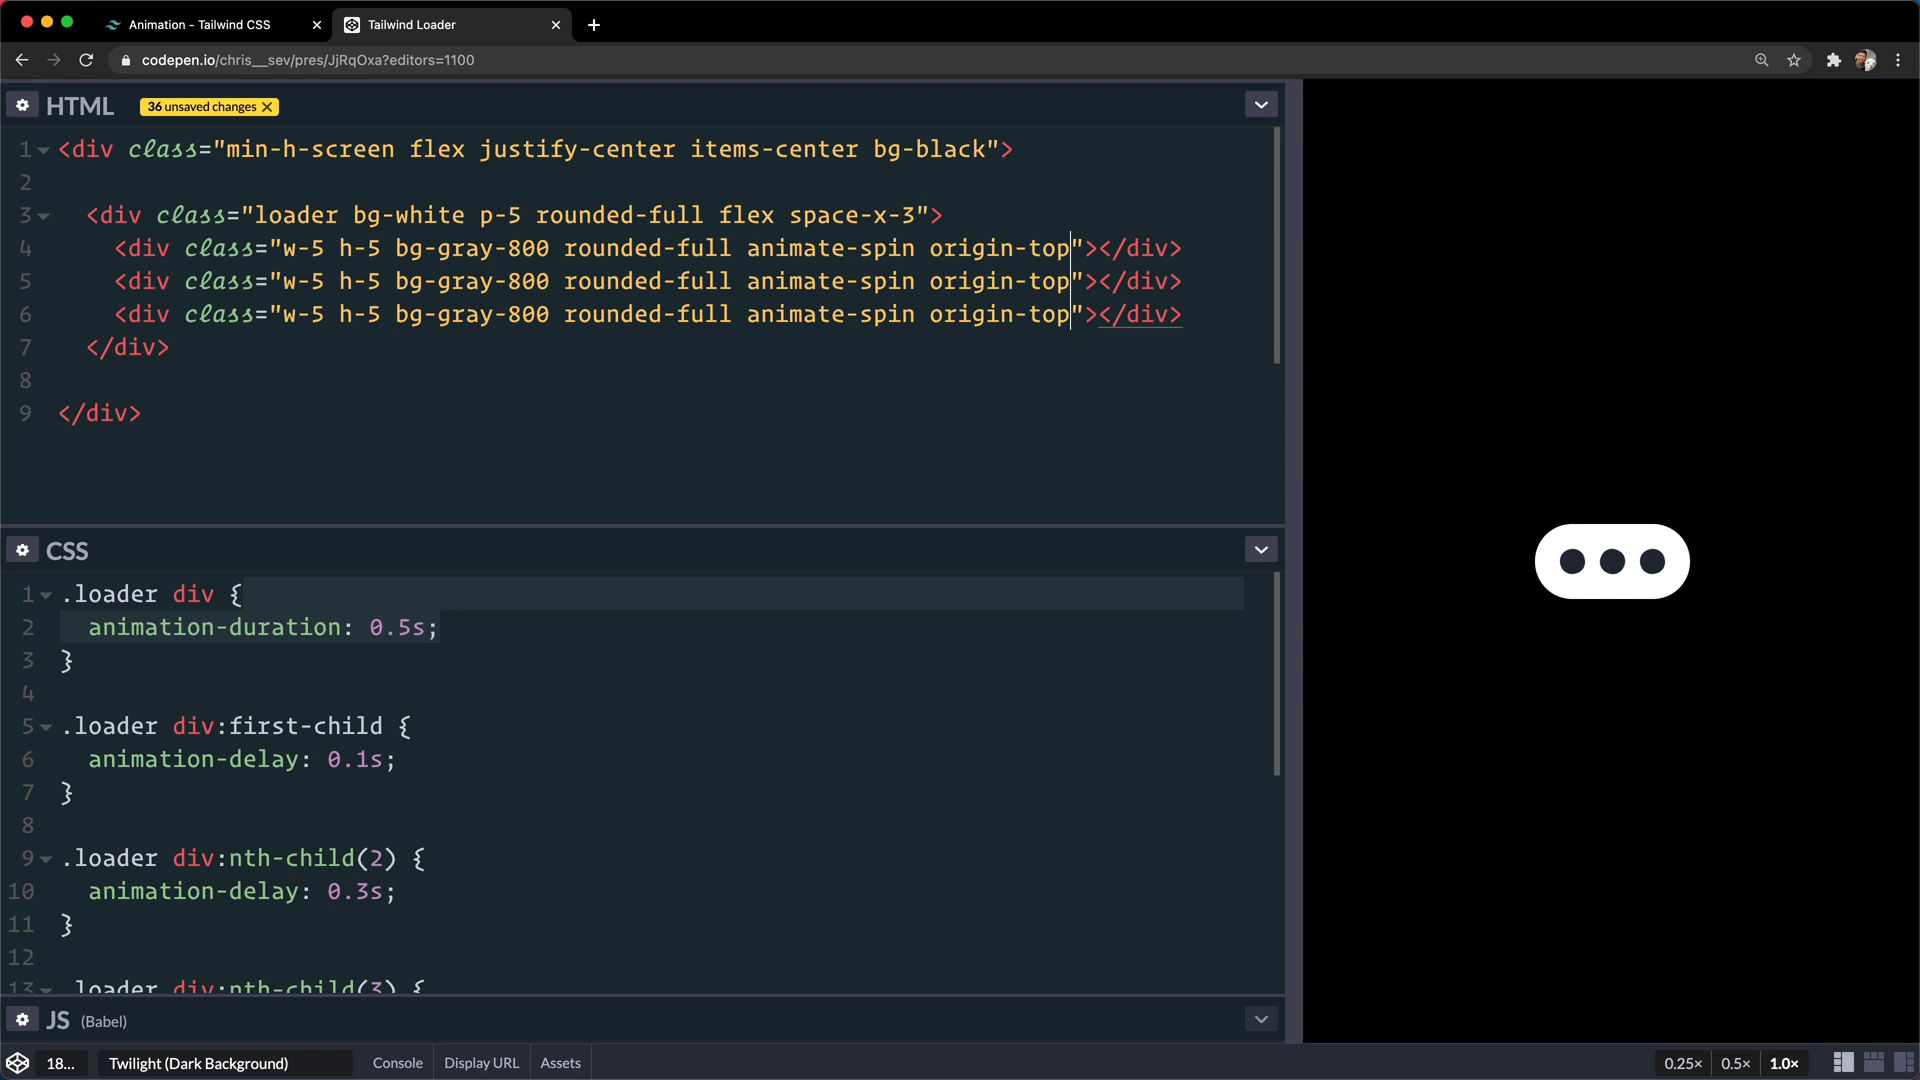 Animation - Tailwind CSS
Tailwind Loader
codepen.io/chris__sev/pres/JjRqOxa?editors=1100
HTML 36 unsaved changes
1 <div class="min-h-screen flex justify-center items-center bg-black">
2
3 <div class="loader bg-white p-5 rounded-full flex space-x-3">
4 <div class="w-5 h-5 bg-gray-800 rounded-full animate-spin origin-top"></div>
5 <div class="w-5 h-5 bg-gray-800 rounded-full animate-spin origin-top"></div>
6 <div class="w-5 h-5 bg-gray-800 rounded-full animate-spin origin-top"></div>
7 </div>
8
9 </div>
CSS
1 .loader div {
2 animation-duration: 0.5s;
3 }
4
5 .loader div:first-child {
6 animation-delay: 0.1s;
7 }
8
9 .loader div:nth-child(2) {
10 animation-delay: 0.3s;
11 }
12
13 .loader div:nth-child(3) {
JS (Babel)
18... Twilight (Dark Background) Console Display URL Assets 0.25× 0.5× 1.0×